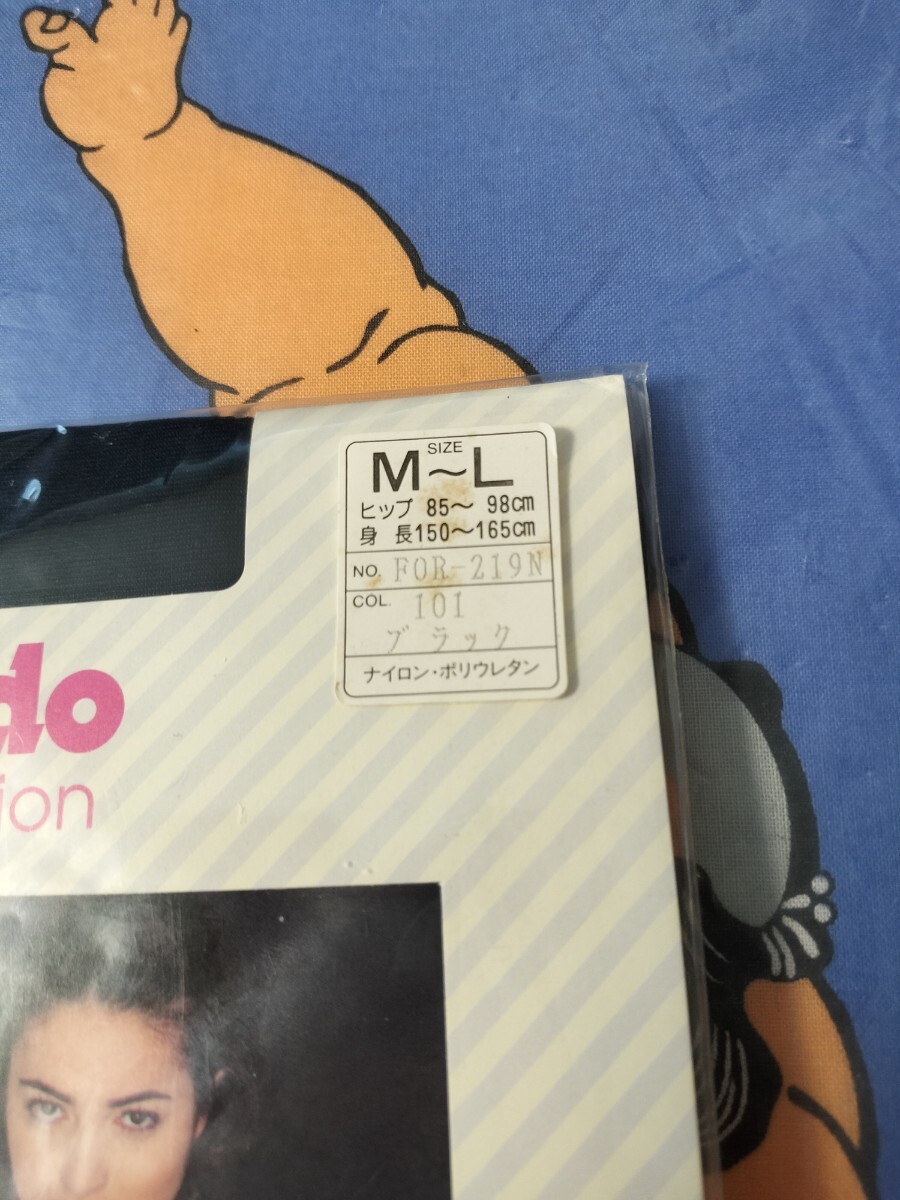 SIZE
M～L
ヒップ 85～ 98cm
身 長150～165cm
NO. FOR-219N
COL. 101
ブラック
ナイロン・ポリウレタン
do
ion